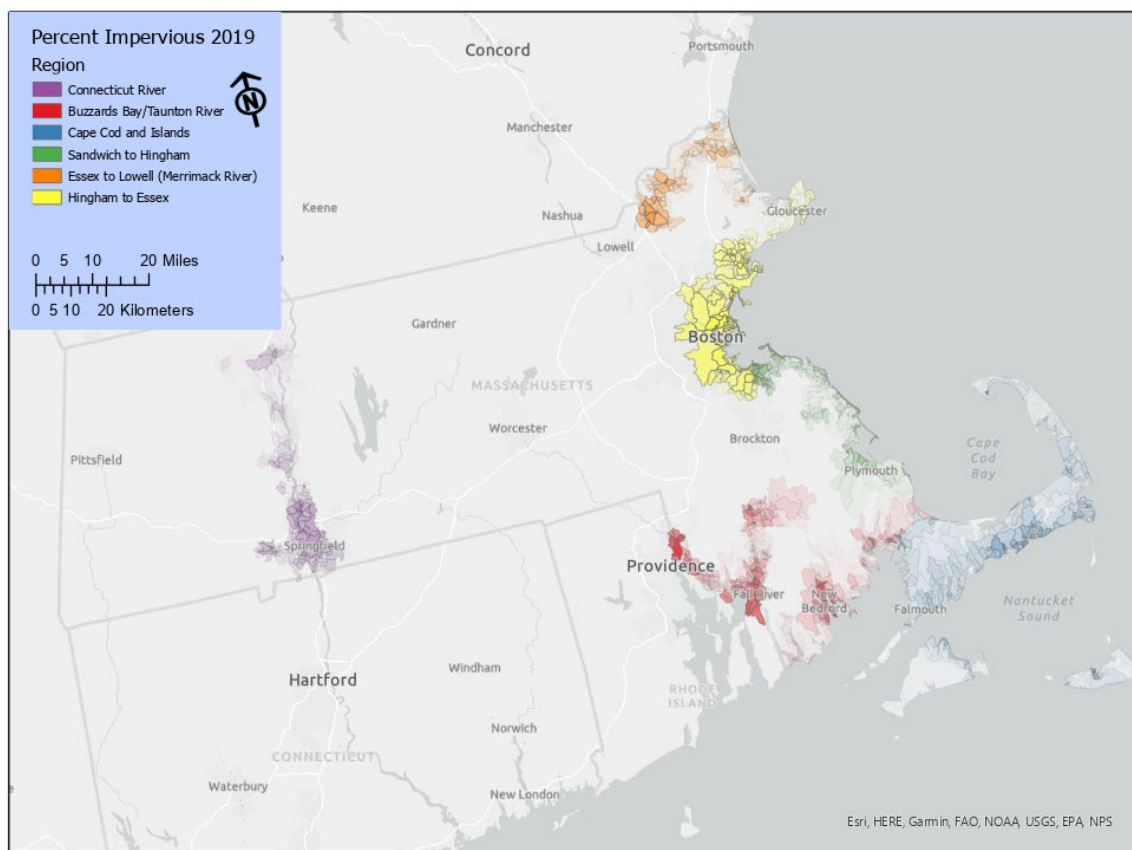 Percent Impervious 2019
Region
Connecticut River
Buzzards Bay/Taunton River
Cape Cod and Islands
Sandwich to Hingham
Essex to Lowell (Merrimack River)
Hingham to Essex
N
0 5 10 20 Miles
0 5 10 20 Kilometers
Concord
Portsmouth
Manchester
Keene
Nashua
Gloucester
Lowell
Gardner
Boston
MASSACHUSETTS
Worcester
Brockton
Cape
Cod
Bay
Pittsfield
Plymouth
Springfield
Providence
Fall River
New
Bedford
Falmouth
Nantucket
Sound
Hartford
Windham
RHODE
ISLAND
Norwich
CONNECTICUT
Waterbury
New London
Esri, HERE, Garmin, FAO, NOAA, USGS, EPA, NPS